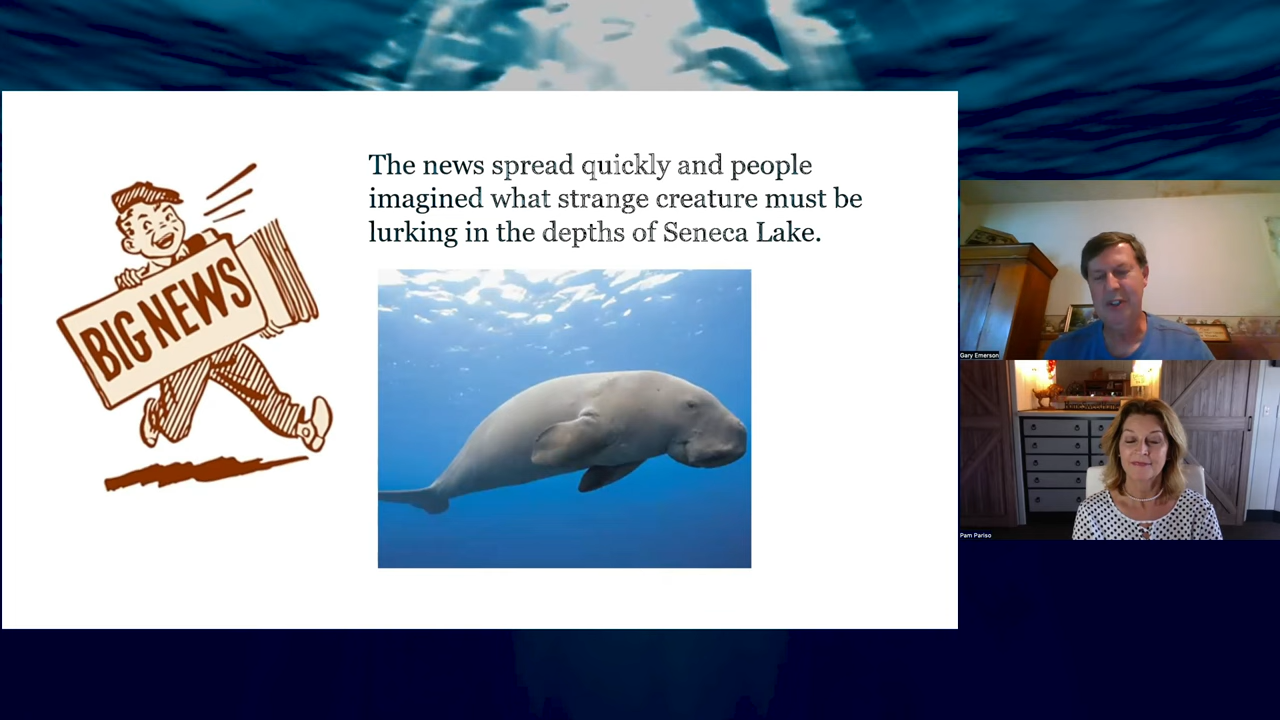 The news spread quickly and people
imagined what strange creature must be
lurking in the depths of Seneca Lake.
BIG NEWS
Gary Emerson
Pam Pariso